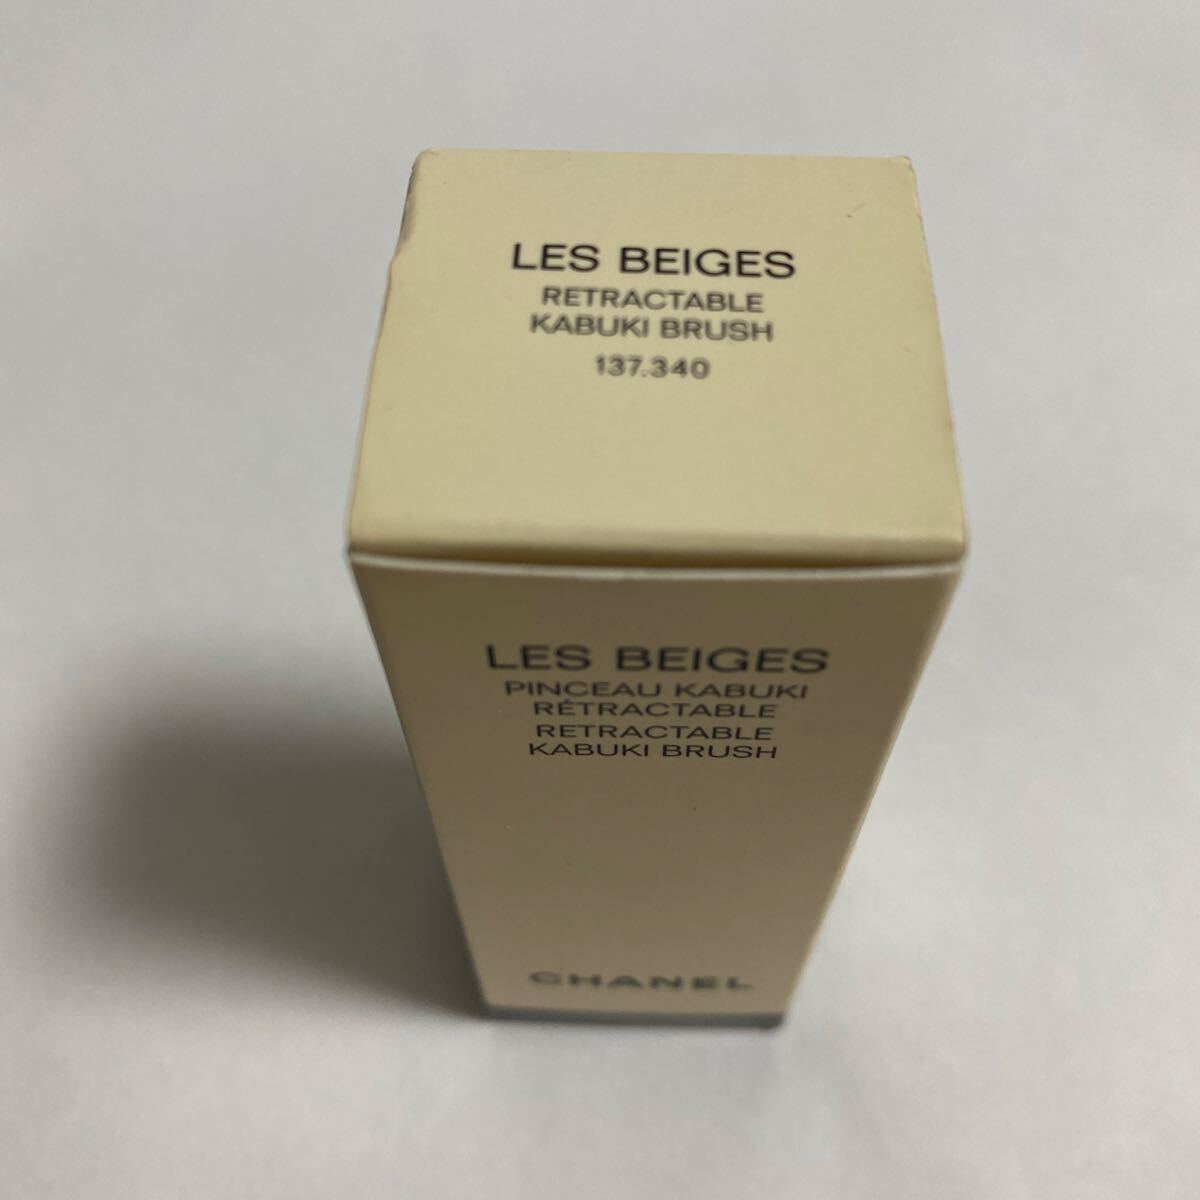 LES BEIGES
RETRACTABLE
KABUKI BRUSH
137.340
LES BEIGES
PINCEAU KABUKI
RÉTRACTABLE
RETRACTABLE
KABUKI BRUSH
CHANEL